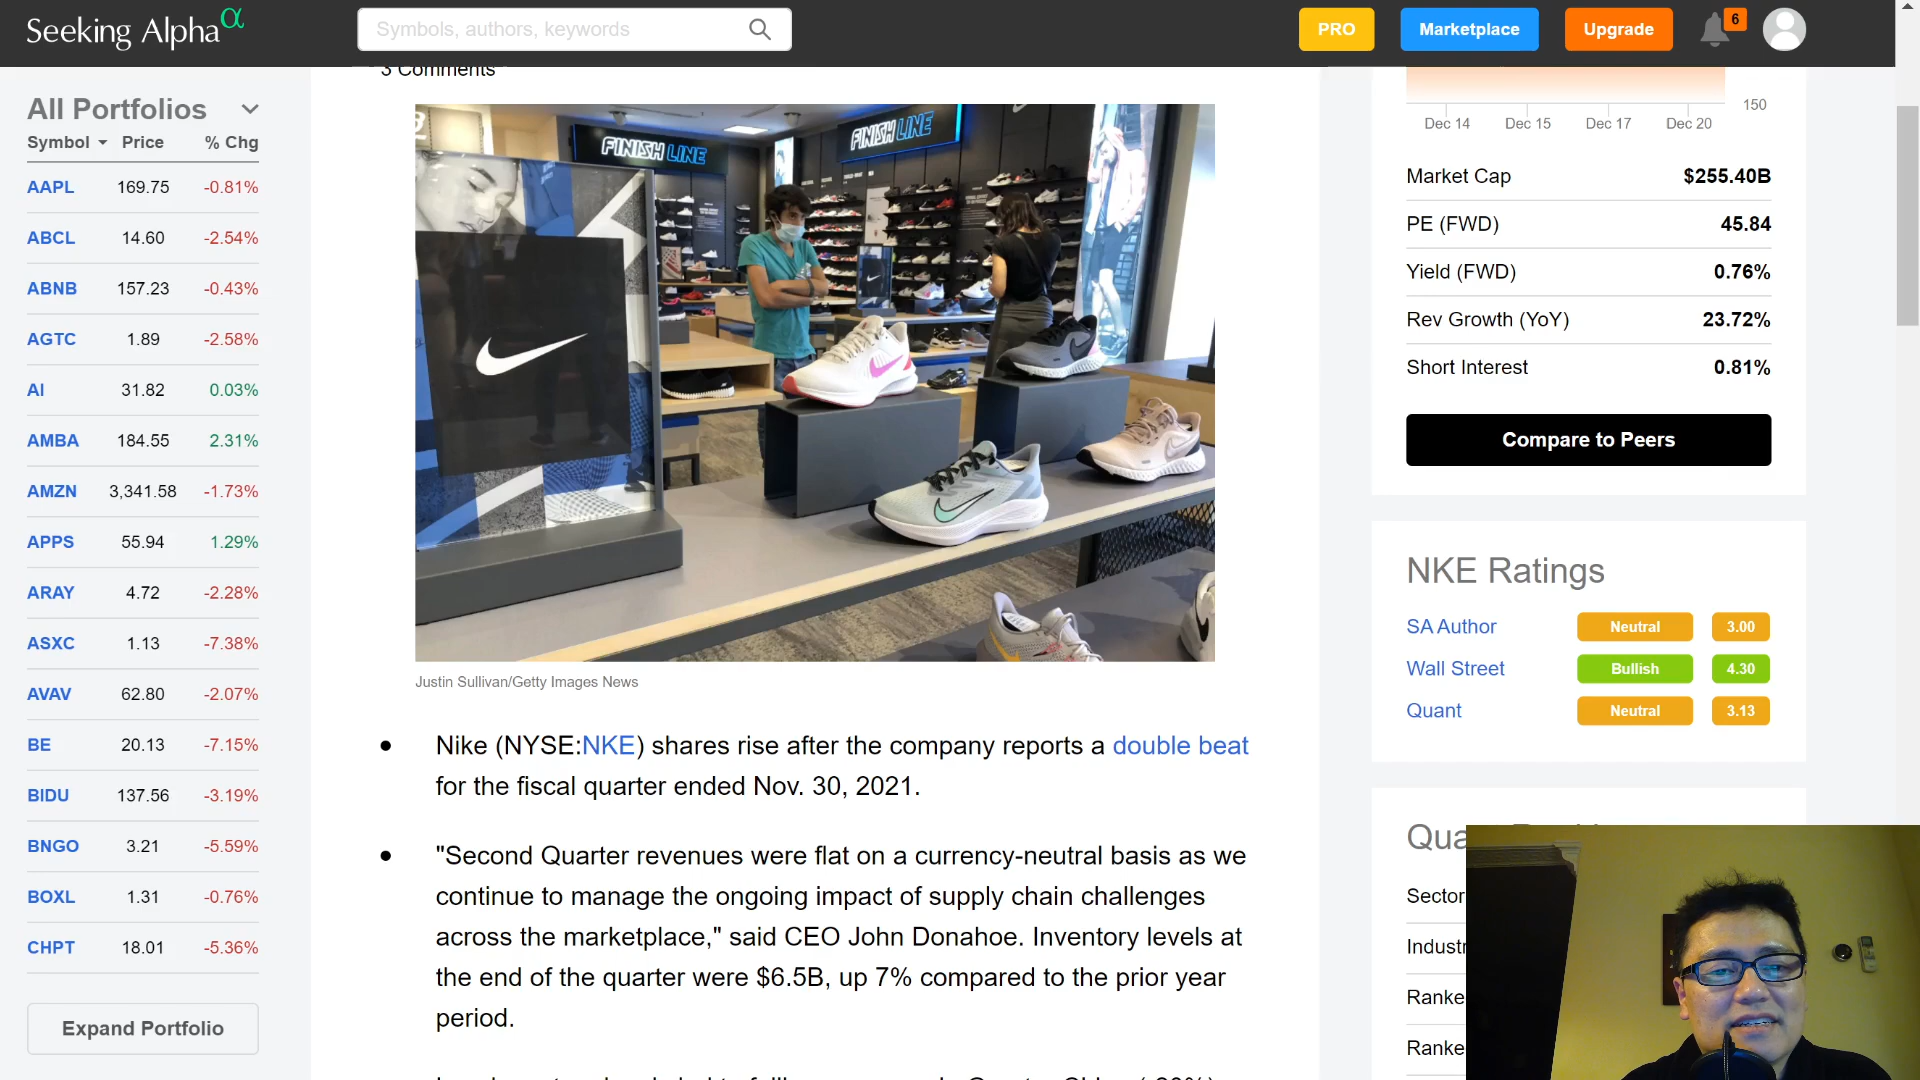 Seeking Alpha α
Symbols, authors, keywords
PRO
Marketplace
Upgrade
6
All Portfolios
Symbol Price % Chg
AAPL 169.75 -0.81%
ABCL 14.60 -2.54%
ABNB 157.23 -0.43%
AGTC 1.89 -2.58%
AI 31.82 0.03%
AMBA 184.55 2.31%
AMZN 3,341.58 -1.73%
APPS 55.94 1.29%
ARAY 4.72 -2.28%
ASXC 1.13 -7.38%
AVAV 62.80 -2.07%
BE 20.13 -7.15%
BIDU 137.56 -3.19%
BNGO 3.21 -5.59%
BOXL 1.31 -0.76%
CHPT 18.01 -5.36%
Expand Portfolio
3 Comments
FINISH LINE
FINISH LINE
Justin Sullivan/Getty Images News
● Nike (NYSE:NKE) shares rise after the company reports a double beat
for the fiscal quarter ended Nov. 30, 2021.
● "Second Quarter revenues were flat on a currency-neutral basis as we
continue to manage the ongoing impact of supply chain challenges
across the marketplace," said CEO John Donahoe. Inventory levels at
the end of the quarter were $6.5B, up 7% compared to the prior year
period.
150
Dec 14 Dec 15 Dec 17 Dec 20
Market Cap $255.40B
PE (FWD) 45.84
Yield (FWD) 0.76%
Rev Growth (YoY) 23.72%
Short Interest 0.81%
Compare to Peers
NKE Ratings
SA Author Neutral 3.00
Wall Street Bullish 4.30
Quant Neutral 3.13
Sector